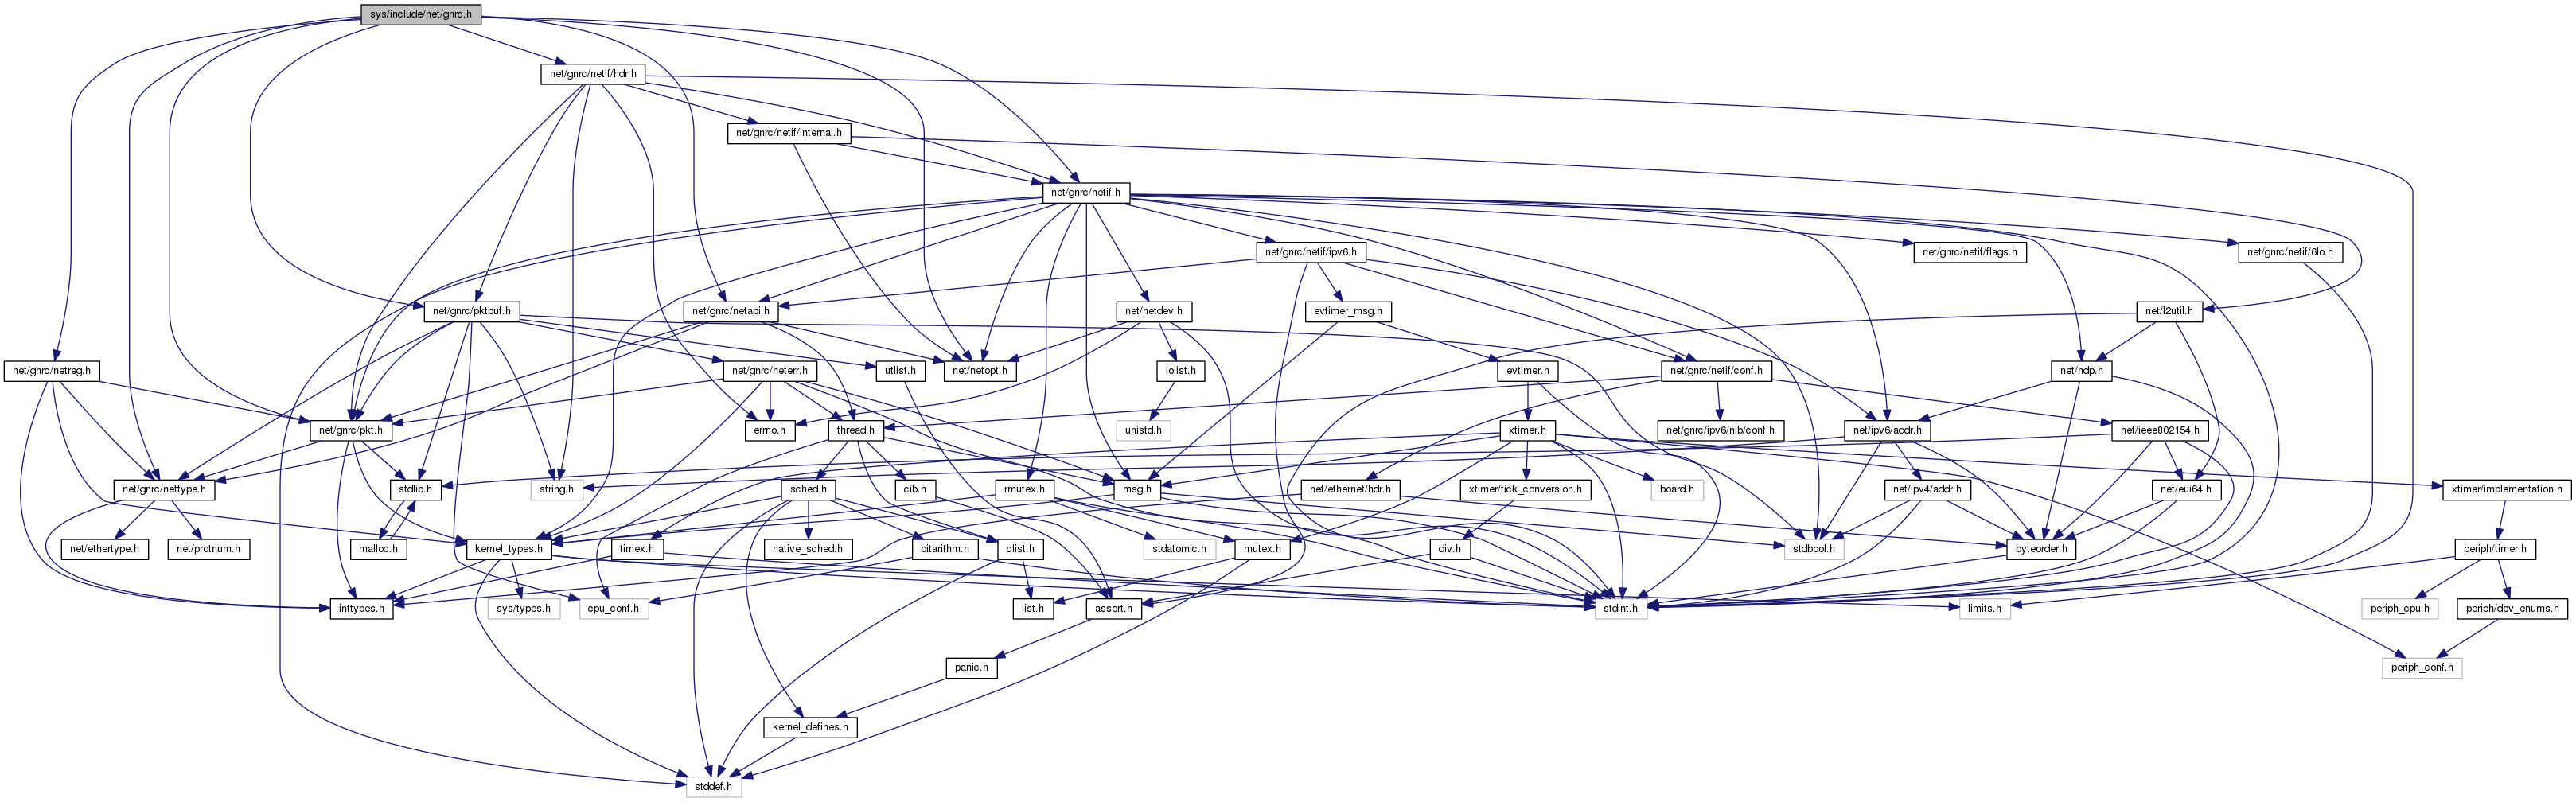 sys/include/net/gnrc.h
net/gnrc/netif/hdr.h
net/gnrc/netif/internal.h
net/gnrc/netif.h
net/gnrc/netif/ipv6.h
net/gnrc/netif/flags.h
net/gnrc/netif/6lo.h
net/gnrc/pktbuf.h
net/gnrc/netapi.h
net/netdev.h
evtimer_msg.h
net/l2util.h
net/gnrc/netreg.h
net/gnrc/neterr.h
utlist.h
net/netopt.h
iolist.h
evtimer.h
net/gnrc/netif/conf.h
net/ndp.h
net/gnrc/pkt.h
errno.h
thread.h
unistd.h
xtimer.h
net/gnrc/ipv6/nib/conf.h
net/ipv6/addr.h
net/ieee802154.h
net/gnrc/nettype.h
stdlib.h
string.h
sched.h
cib.h
rmutex.h
msg.h
net/ethernet/hdr.h
xtimer/tick_conversion.h
board.h
net/ipv4/addr.h
net/eui64.h
xtimer/implementation.h
net/ethertype.h
net/protnum.h
malloc.h
kernel_types.h
timex.h
native_sched.h
bitarithm.h
clist.h
stdatomic.h
mutex.h
div.h
stdbool.h
byteorder.h
periph/timer.h
inttypes.h
sys/types.h
cpu_conf.h
list.h
assert.h
stdint.h
limits.h
periph_cpu.h
periph/dev_enums.h
panic.h
periph_conf.h
kernel_defines.h
stddef.h